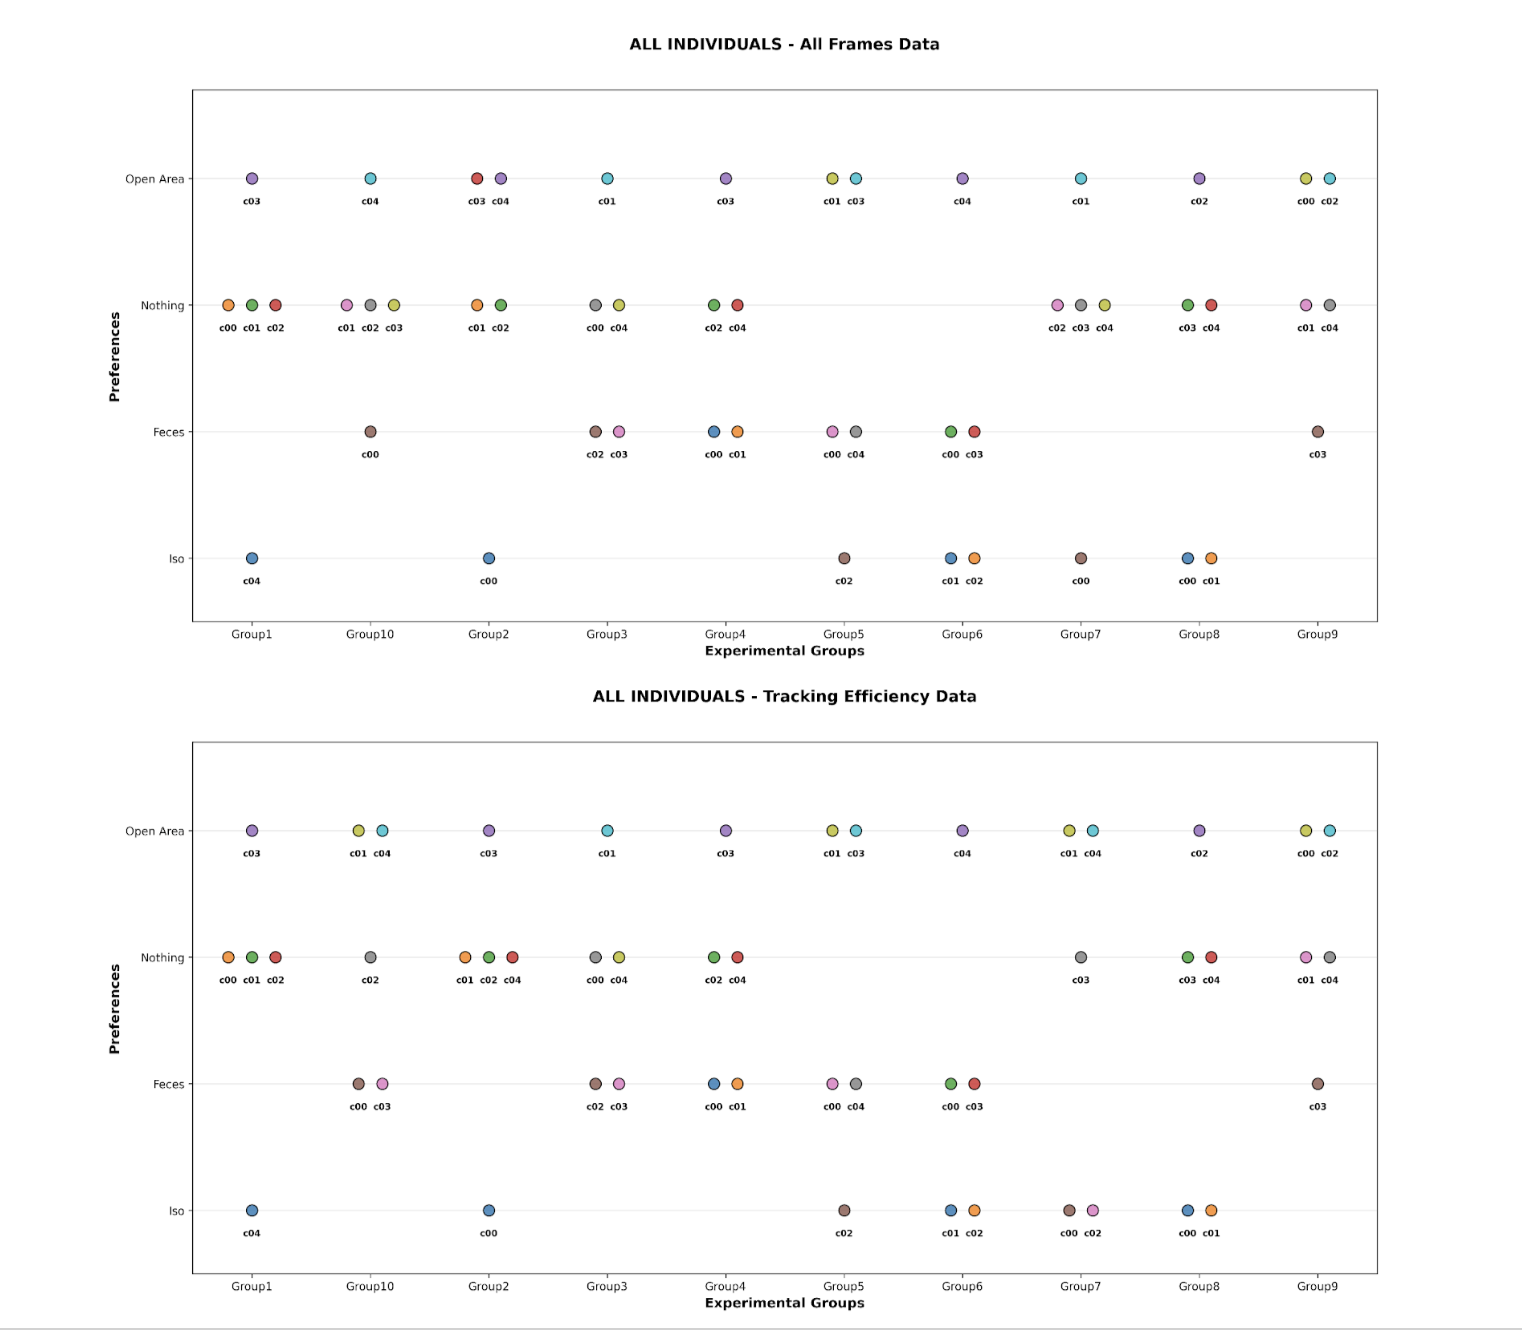 ALL INDIVIDUALS - All Frames Data
Open Area
c03 c04 c03 c04 c01 c03 c01 c03 c04 c01 c02 c00 c02
Nothing
c00 c01 c02 c01 c02 c03 c01 c02 c00 c04 c02 c04 c02 c03 c04 c03 c04 c01 c04
Preferences
Feces
c00 c02 c03 c00 c01 c00 c04 c00 c03 c03
Iso
c04 c00 c02 c01 c02 c00 c00 c01
Group1 Group10 Group2 Group3 Group4 Group5 Group6 Group7 Group8 Group9
Experimental Groups
ALL INDIVIDUALS - Tracking Efficiency Data
Open Area
c03 c01 c04 c03 c01 c03 c01 c03 c04 c01 c04 c02 c00 c02
Nothing
c00 c01 c02 c02 c01 c02 c04 c00 c04 c02 c04 c03 c03 c04 c01 c04
Preferences
Feces
c00 c03 c02 c03 c00 c01 c00 c04 c00 c03 c03
Iso
c04 c00 c02 c01 c02 c00 c02 c00 c01
Group1 Group10 Group2 Group3 Group4 Group5 Group6 Group7 Group8 Group9
Experimental Groups